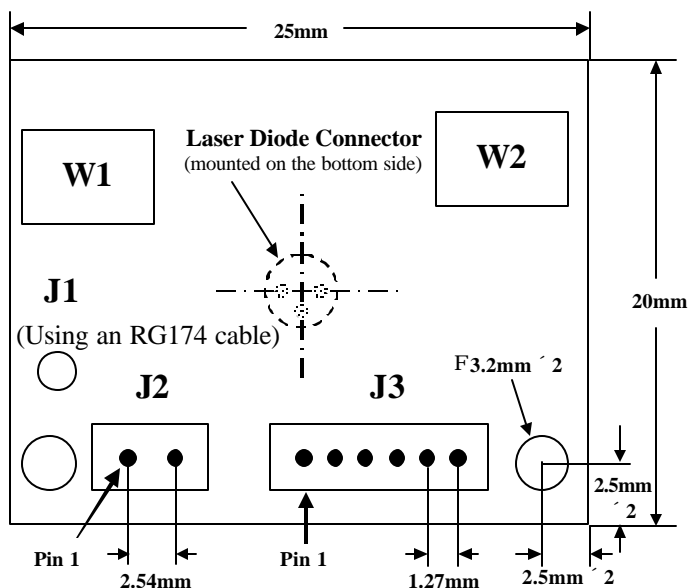 25mm
Laser Diode Connector
(mounted on the bottom side)
W1
W2
J1
(Using an RG174 cable)
20mm
F3.2mm ´ 2
J2
J3
2.5mm
´ 2
Pin 1
Pin 1
2.54mm
1.27mm
2.5mm ´ 2